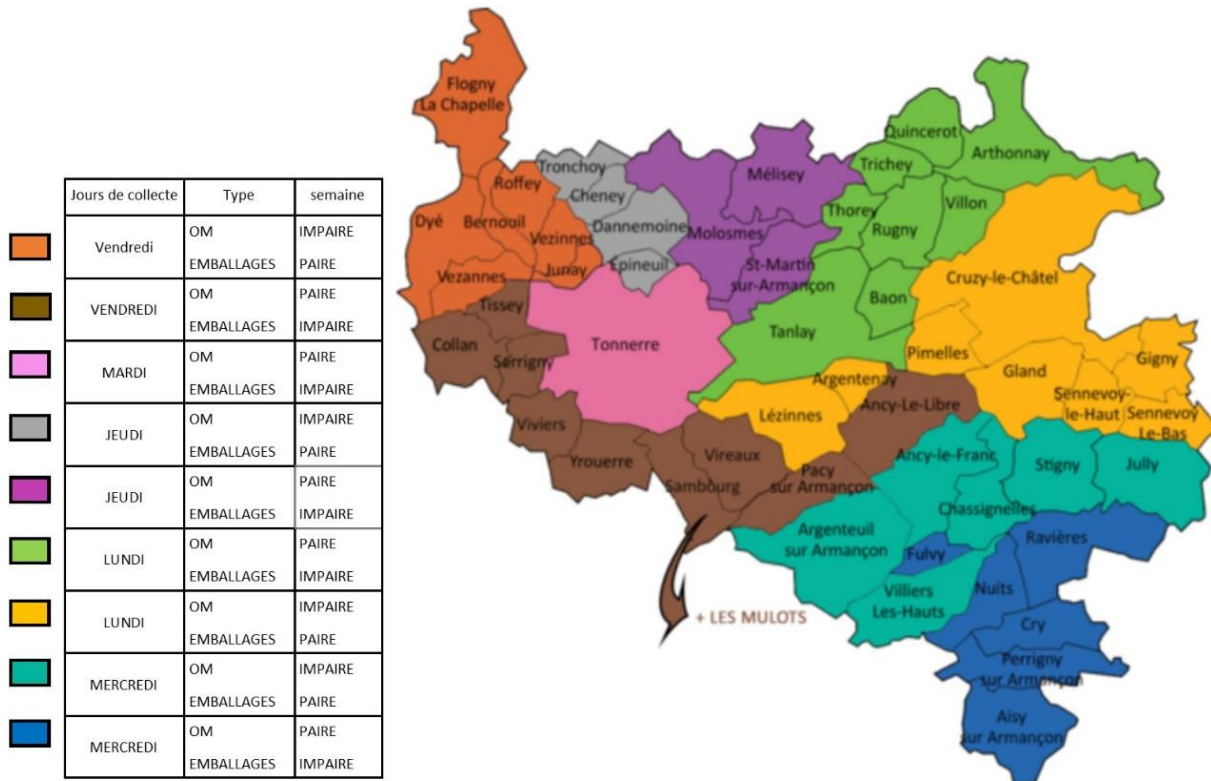 Jours de collecte Type semaine
Vendredi
OM IMPAIRE
EMBALLAGES PAIRE
VENDREDI
OM PAIRE
EMBALLAGES IMPAIRE
MARDI
OM PAIRE
EMBALLAGES IMPAIRE
JEUDI
OM IMPAIRE
EMBALLAGES PAIRE
JEUDI
OM PAIRE
EMBALLAGES IMPAIRE
LUNDI
OM PAIRE
EMBALLAGES IMPAIRE
LUNDI
OM IMPAIRE
EMBALLAGES PAIRE
MERCREDI
OM IMPAIRE
EMBALLAGES PAIRE
MERCREDI
OM PAIRE
EMBALLAGES IMPAIRE
Flogny
La Chapelle
Tronchoy
Roffey
Cheney
Dyé
Bernouil
Dannemoine
Vezinnes
Junay
Epineuil
Vezannes
Tissey
Collan
Serrigny
Tonnerre
Viviers
Yrouerre
Mélisey
Molosmes
St-Martin
sur-Armançon
Quincerot
Trichey
Arthonnay
Thorey
Rugny
Villon
Baon
Tanlay
Cruzy-le-Châtel
Pimelles
Gland
Gigny
Sennevoy-
le-Haut
Sennevoy
Le-Bas
Argentenay
Lézinnes
Ancy-Le-Libre
Vireaux
Sambourg
Pacy
sur Armançon
Ancy-le-Franc
Stigny
Jully
Chassignelles
Argenteuil
sur Armançon
Fulvy
Ravières
Villiers
Les-Hauts
Nuits
+ LES MULOTS
Cry
Perrigny
sur Armançon
Aisy
sur Armançon